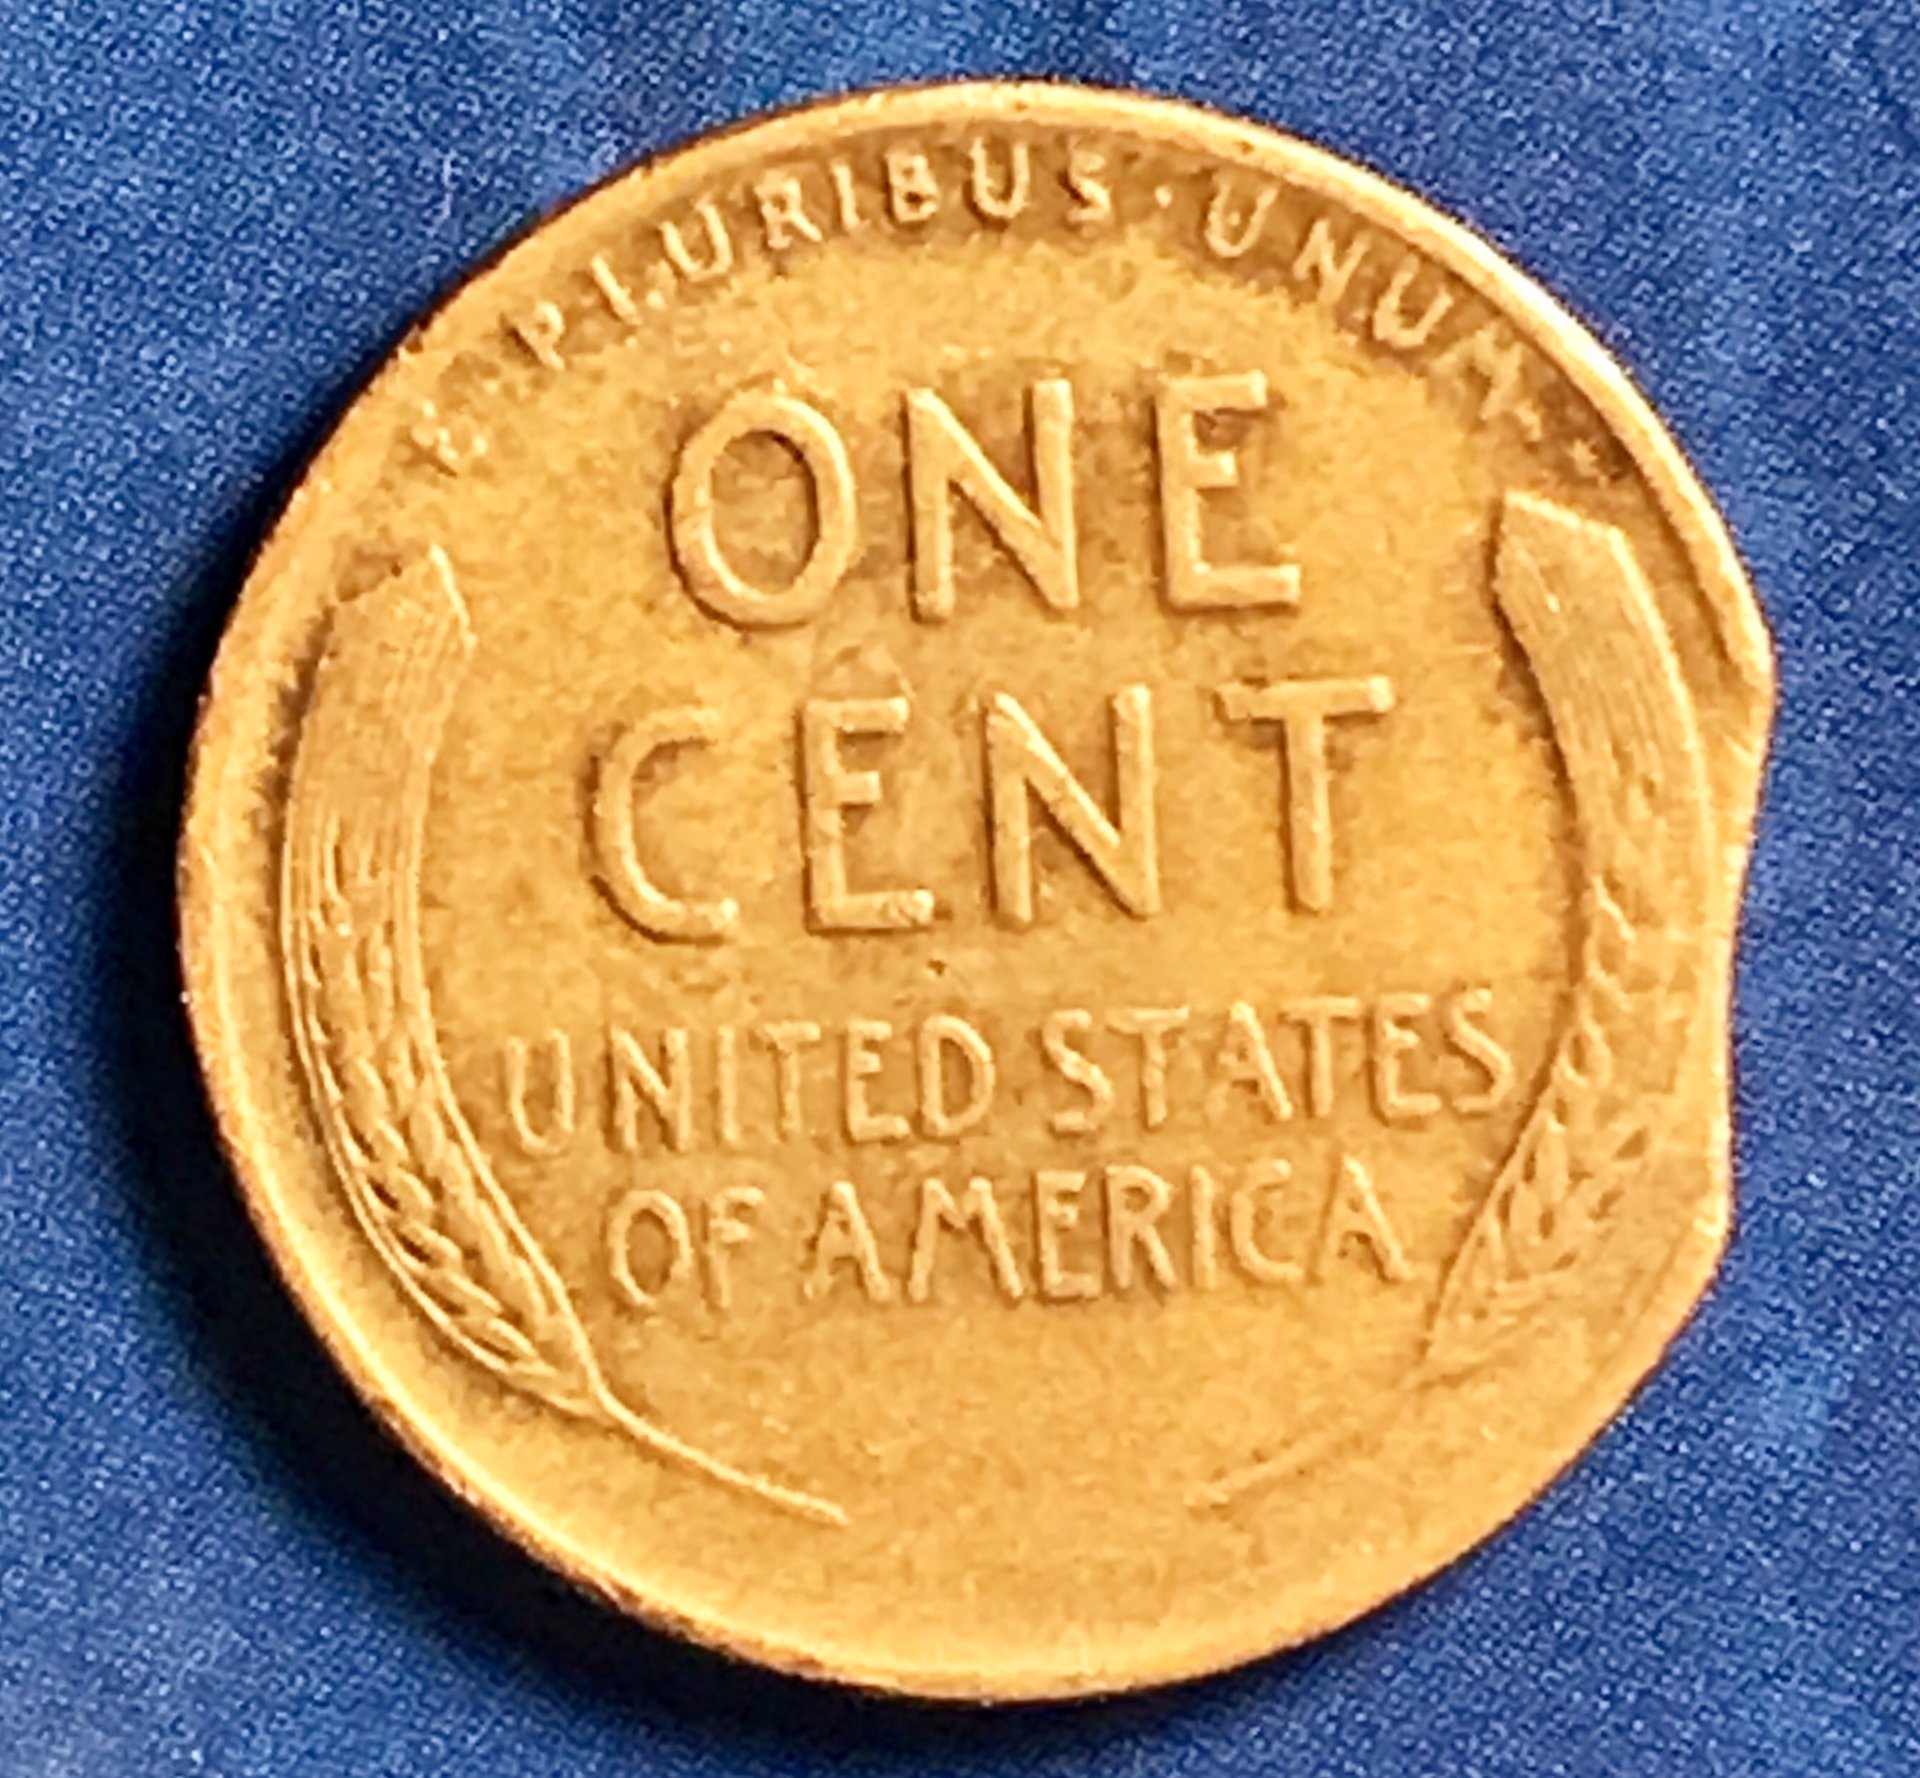 E · PLURIBUS · UNUM
ONE
CENT
UNITED STATES
OF AMERICA